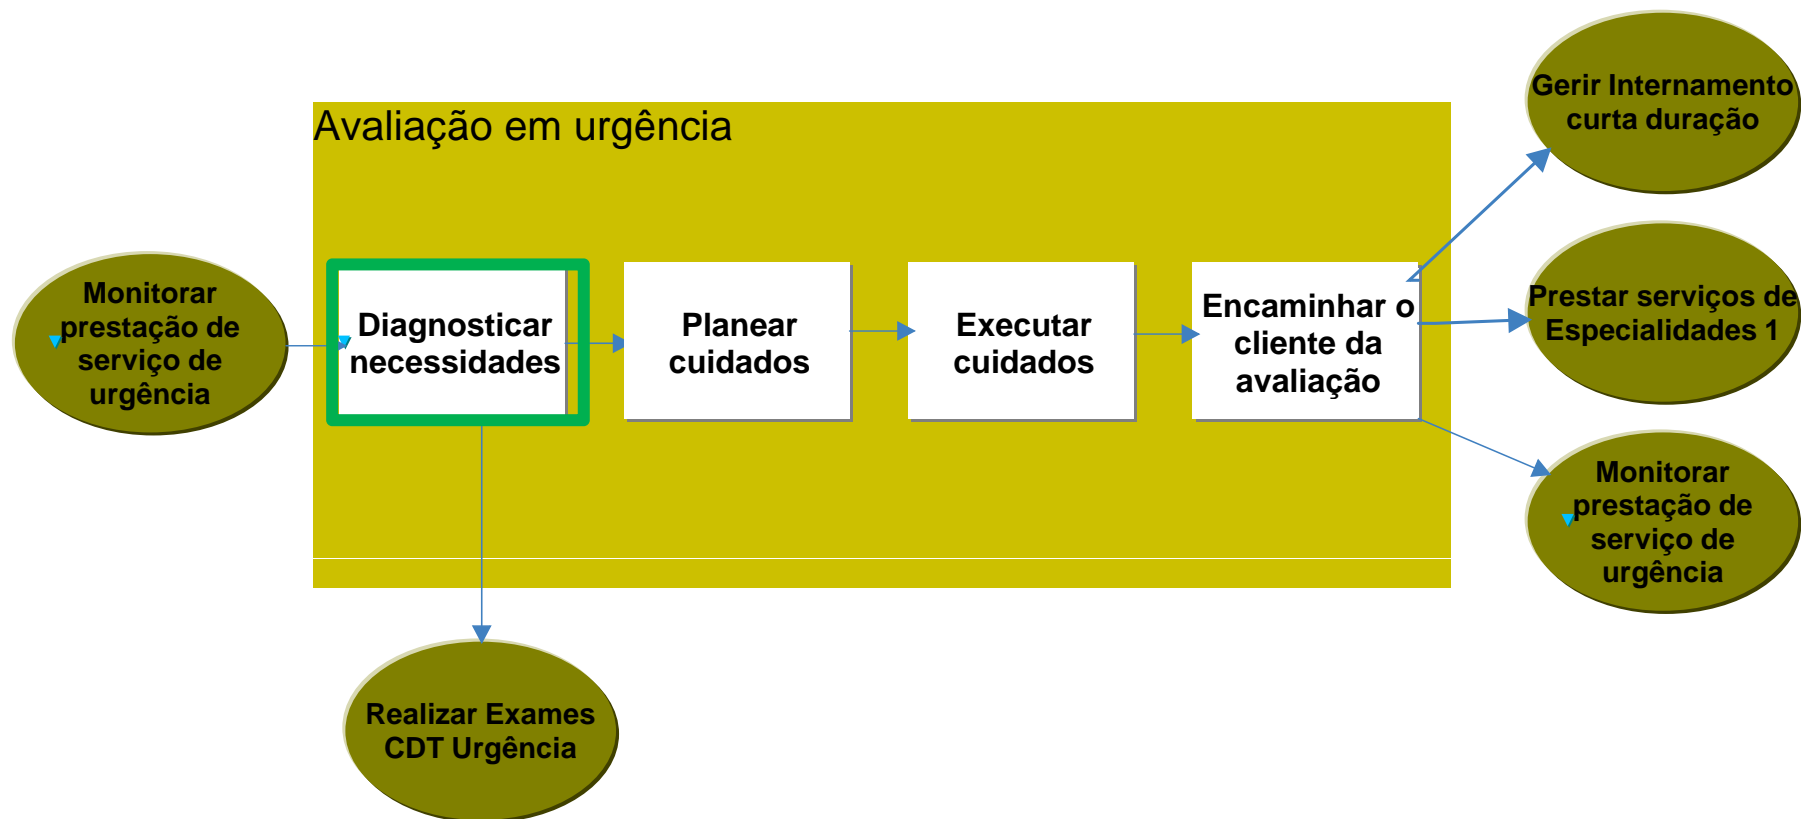 Avaliação em urgência
Monitorar
prestação de
serviço de
urgência
Diagnosticar
necessidades
Planear
cuidados
Executar
cuidados
Encaminhar o
cliente da
avaliação
Gerir Internamento
curta duração
Prestar serviços de
Especialidades 1
Monitorar
prestação de
serviço de
urgência
Realizar Exames
CDT Urgência